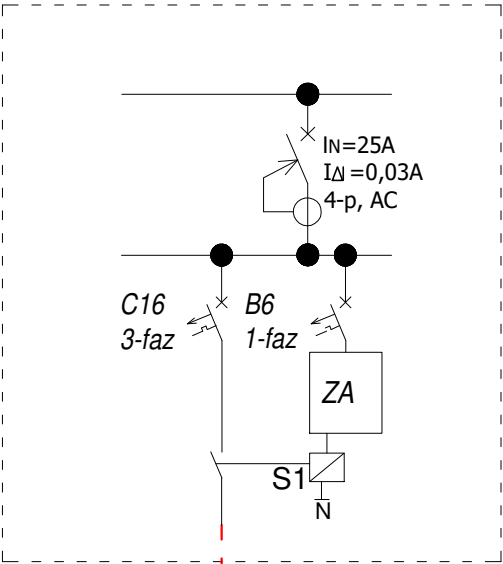 IN=25A
IΔ=0,03A
4-p, AC
C16
3-faz
B6
1-faz
ZA
S1
N